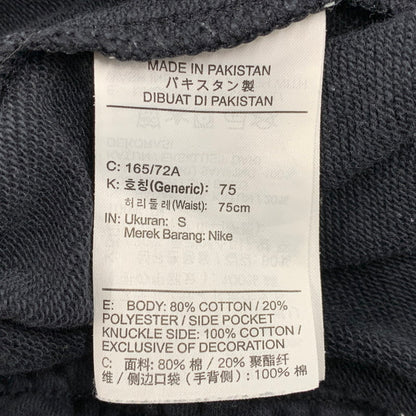 MADE IN PAKISTAN
パキスタン製
DIBUAT DI PAKISTAN
C: 165/72A
K: 호칭(Generic): 75
허리둘레(Waist): 75cm
IN: Ukuran: S
Merek Barang: Nike
E: BODY: 80% COTTON / 20%
POLYESTER / SIDE POCKET
KNUCKLE SIDE: 100% COTTON/
EXCLUSIVE OF DECORATION
C: 面料: 80% 棉 / 20% 聚酯纤
维 / 侧边口袋 (手背侧) : 100% 棉